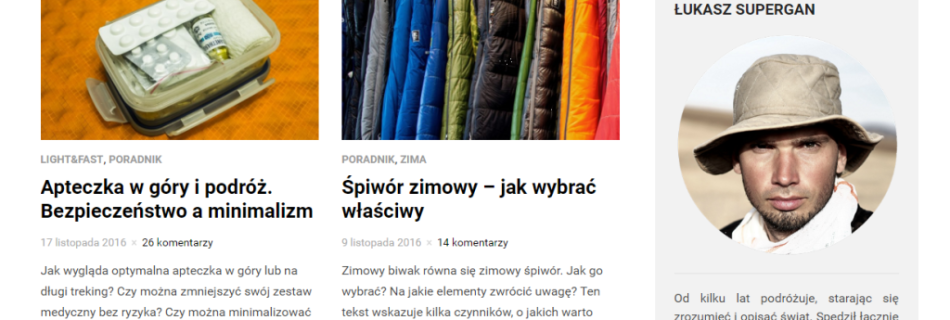 LIGHT&FAST, PORADNIK
Apteczka w góry i podróż.
Bezpieczeństwo a minimalizm
17 listopada 2016 × 26 komentarzy
Jak wygląda optymalna apteczka w góry lub na
długi treking? Czy można zmniejszyć swój zestaw
medyczny bez ryzyka? Czy można minimalizować
PORADNIK, ZIMA
Śpiwór zimowy – jak wybrać
właściwy
9 listopada 2016 × 14 komentarzy
Zimowy biwak równa się zimowy śpiwór. Jak go
wybrać? Na jakie elementy zwrócić uwagę? Ten
tekst wskazuje kilka czynników, o jakich warto
ŁUKASZ SUPERGAN
Od kilku lat podróżuje, starając się
zrozumieć i opisać świat. Spędził łącznie